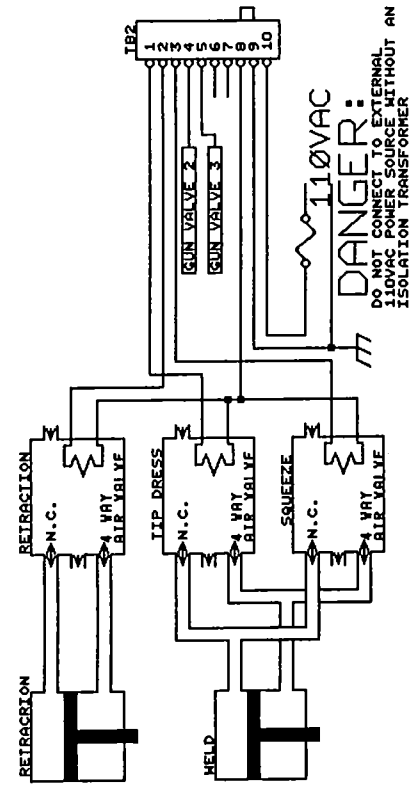 TB2
1
2
3
4
5
6
7
8
9
10
GUN VALVE 2
GUN VALVE 3
110VAC
DANGER:
DO NOT CONNECT TO EXTERNAL
110VAC POWER SOURCE WITHOUT AN
ISOLATION TRANSFORMER
RETRACTION
N.C.
4 WAY
AIR VALVE
TIP DRESS
N.C.
4 WAY
AIR VALVE
SQUEEZE
N.C.
4 WAY
AIR VALVE
RETRACRION
WELD